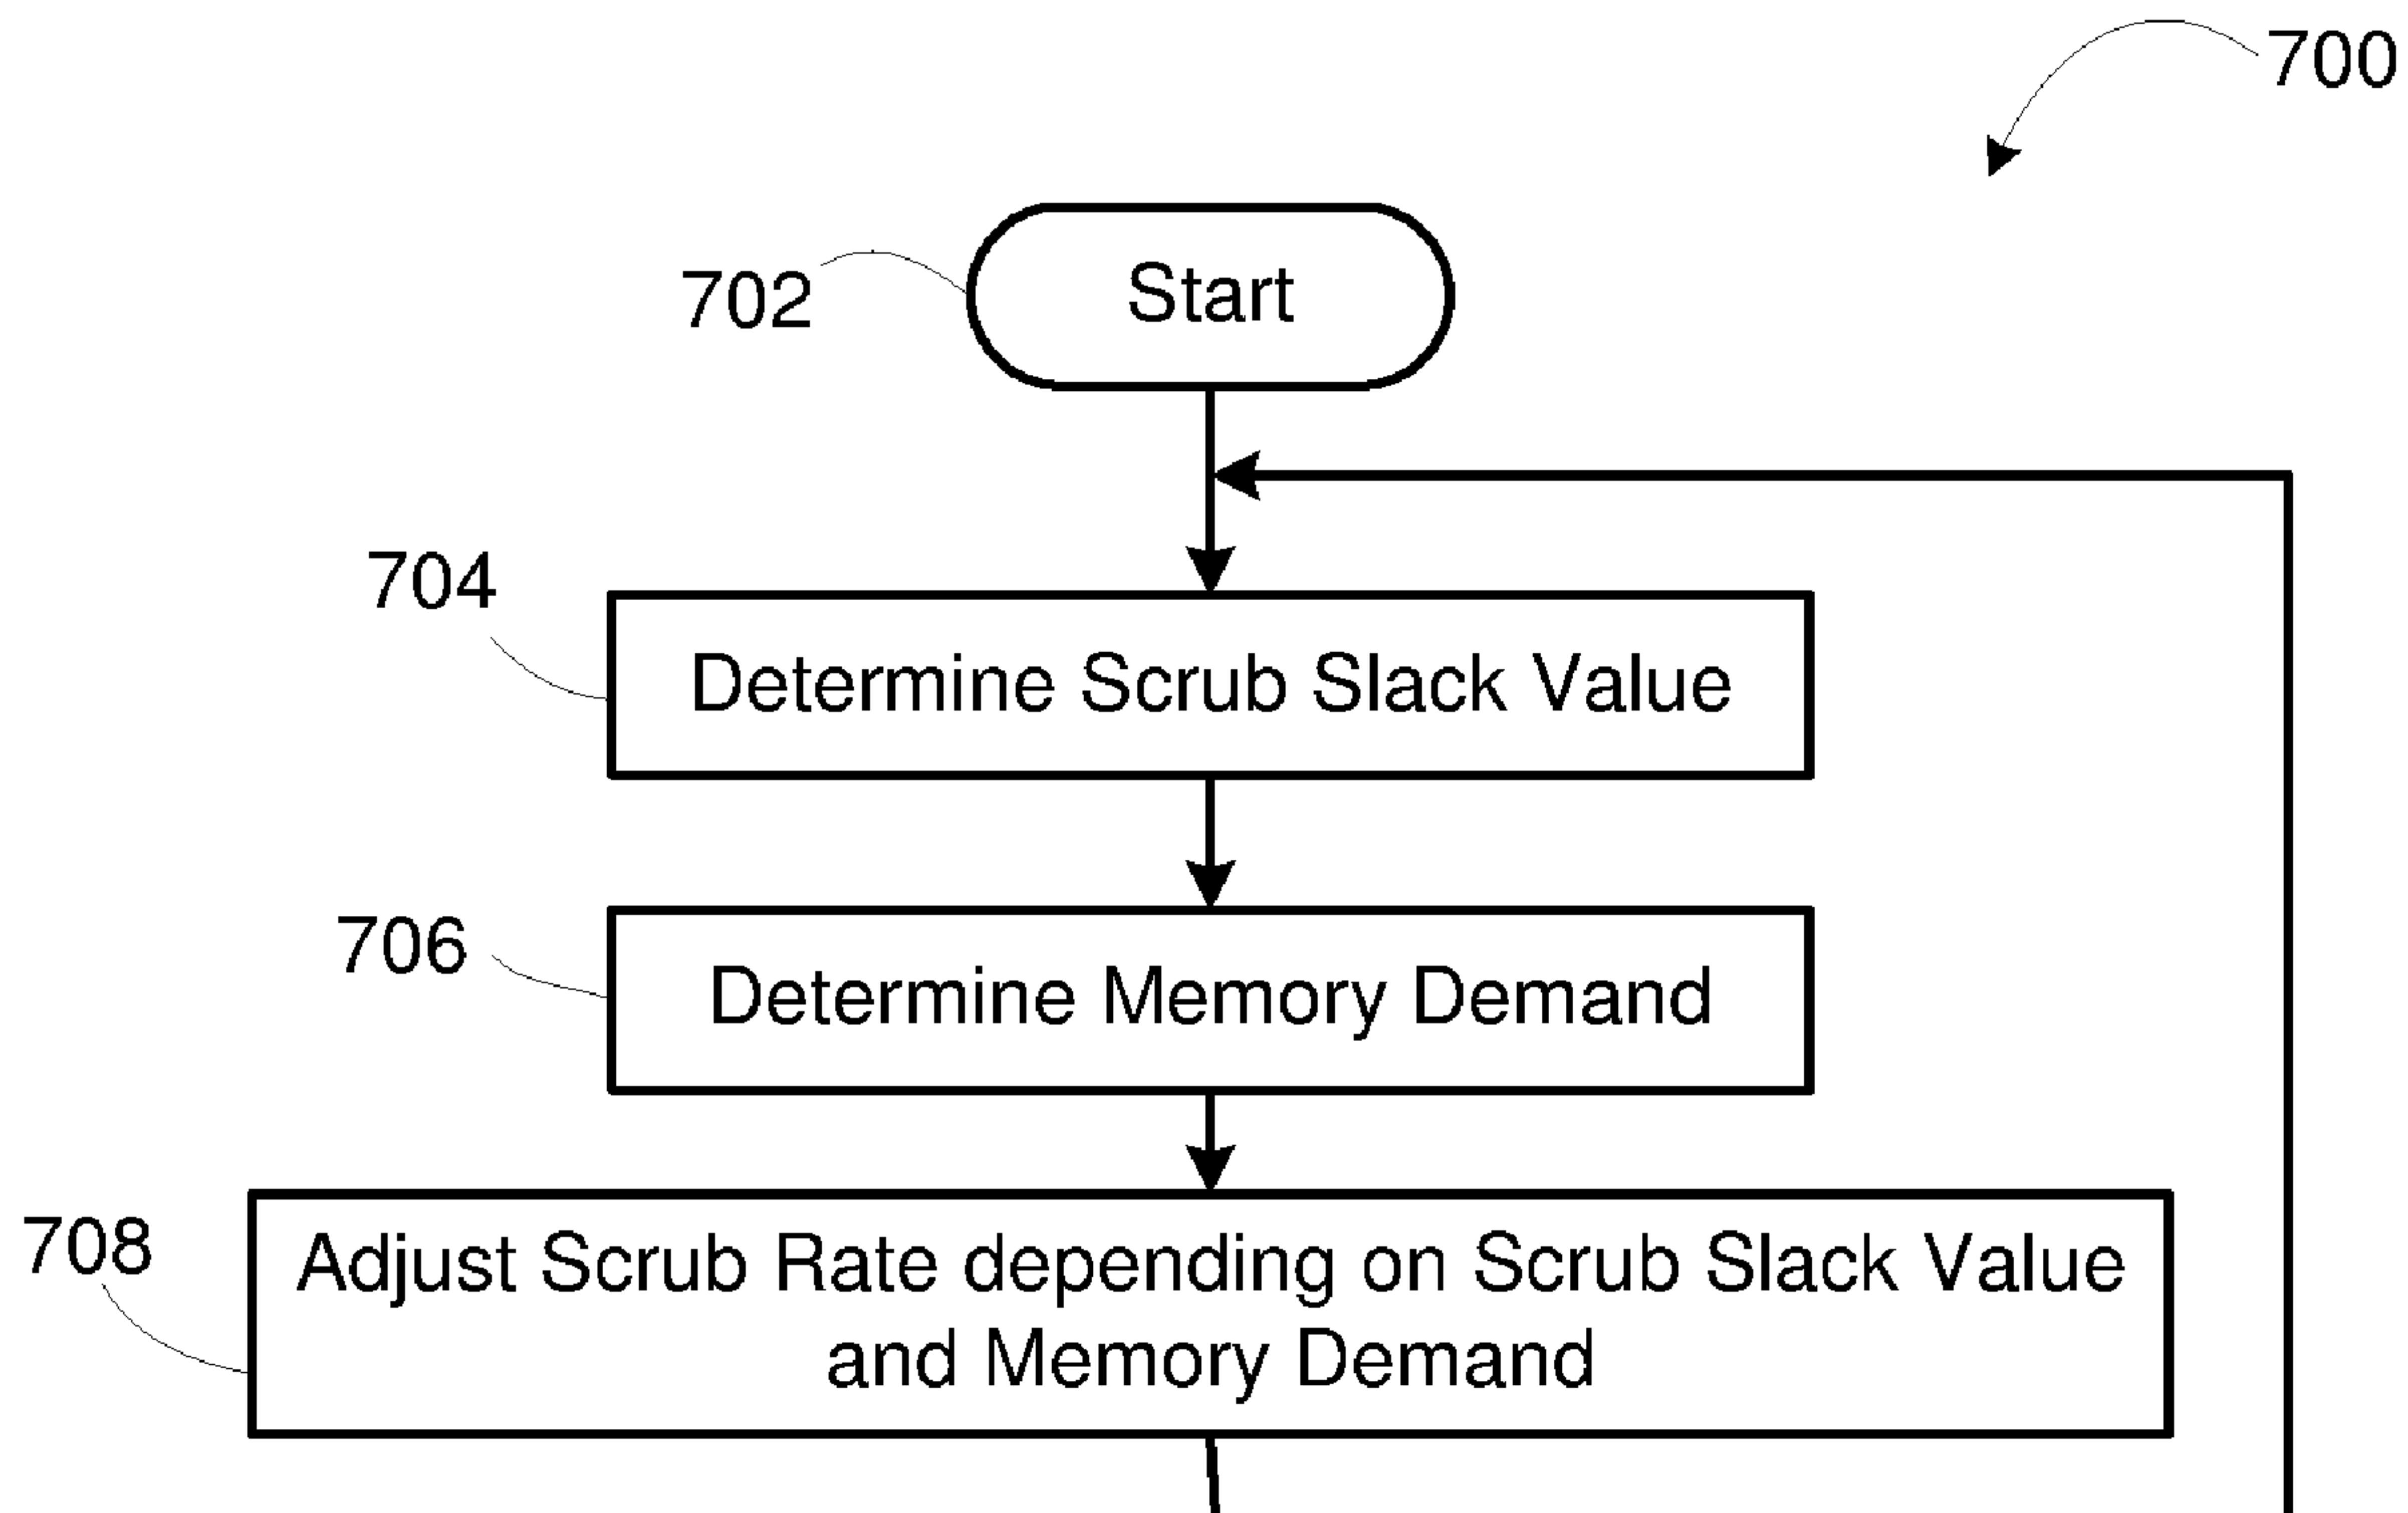 700
702
Start
704
Determine Scrub Slack Value
706
Determine Memory Demand
708
Adjust Scrub Rate depending on Scrub Slack Value
and Memory Demand